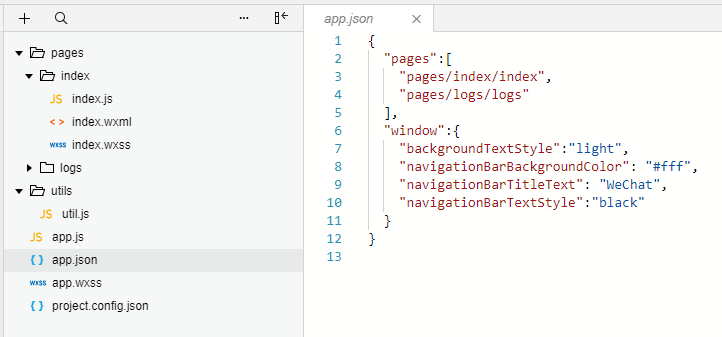 app.json
pages
index
JS index.js
< > index.wxml
wxss index.wxss
logs
utils
JS util.js
JS app.js
{ } app.json
wxss app.wxss
{ } project.config.json
1 {
2 "pages":[
3 "pages/index/index",
4 "pages/logs/logs"
5 ],
6 "window":{
7 "backgroundTextStyle":"light",
8 "navigationBarBackgroundColor": "#fff",
9 "navigationBarTitleText": "WeChat",
10 "navigationBarTextStyle":"black"
11 }
12 }
13